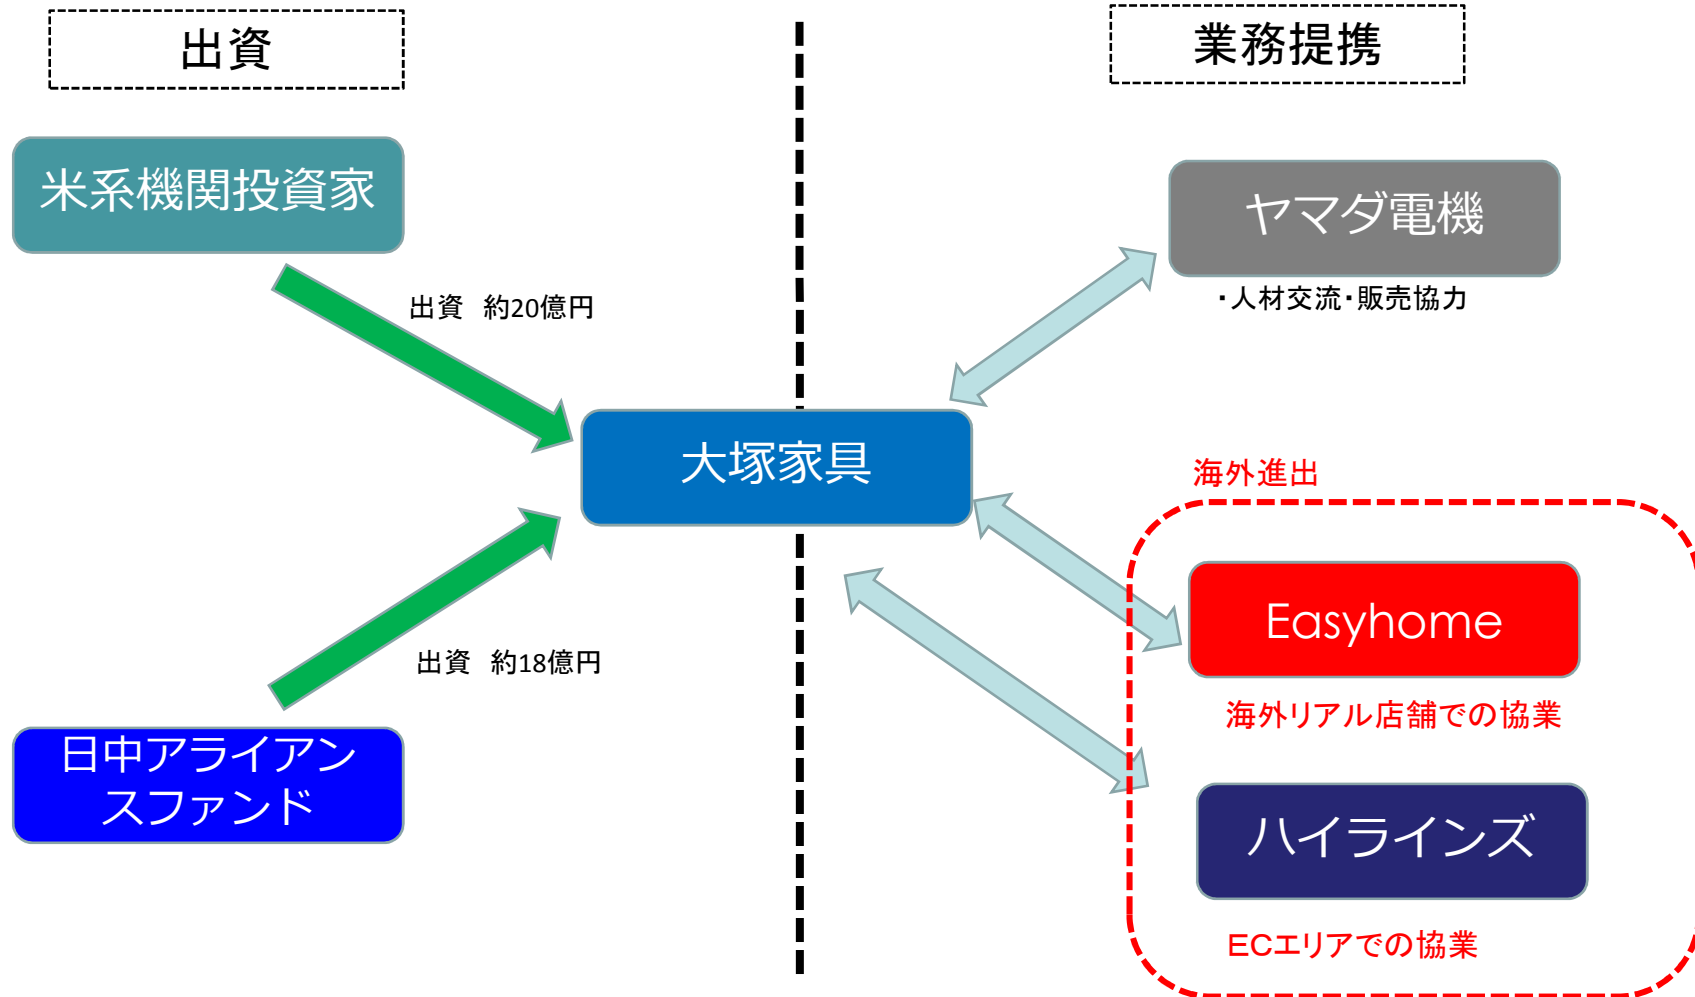 出資
業務提携
米系機関投資家
ヤマダ電機
・人材交流・販売協力
出資　約20億円
大塚家具
海外進出
Easyhome
出資　約18億円
海外リアル店舗での協業
日中アライアン
スファンド
ハイラインズ
ECエリアでの協業